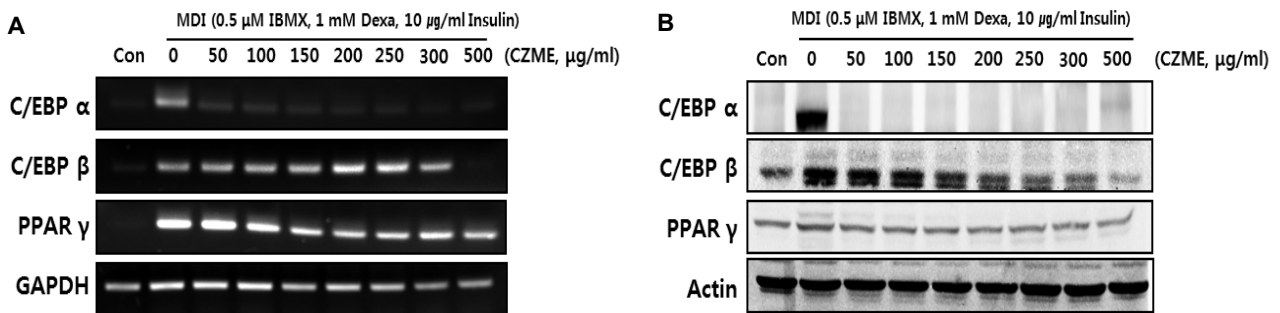 A
MDI (0.5 μM IBMX, 1 mM Dexa, 10 μg/ml Insulin)
Con 0 50 100 150 200 250 300 500 (CZME, μg/ml)
C/EBP α
C/EBP β
PPAR γ
GAPDH
B
MDI (0.5 μM IBMX, 1 mM Dexa, 10 μg/ml Insulin)
Con 0 50 100 150 200 250 300 500 (CZME, μg/ml)
C/EBP α
C/EBP β
PPAR γ
Actin